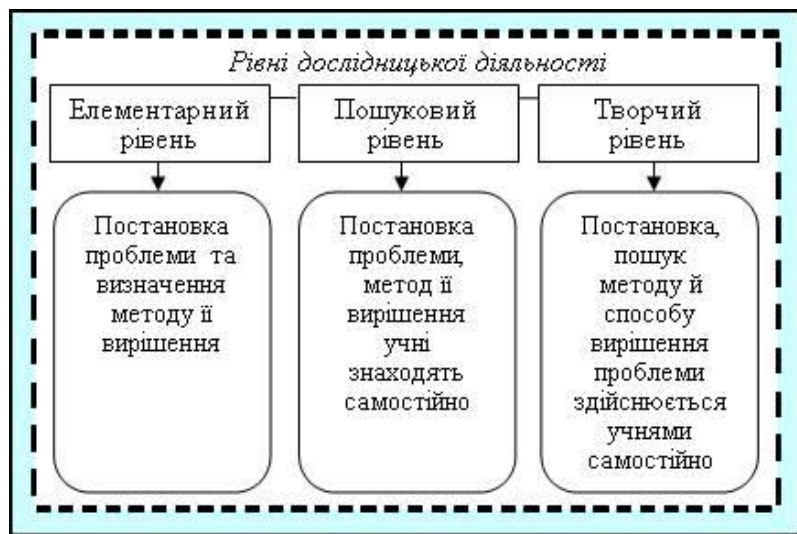 Рівні дослідницької діяльності
Елементарний
рівень
Пошуковий
рівень
Творчий
рівень
Постановка
проблеми та
визначення
методу її
вирішення
Постановка
проблеми,
метод її
вирішення
учні
знаходять
самостійно
Постановка,
пошук
методу й
способу
вирішення
проблеми
здійснюється
учнями
самостійно